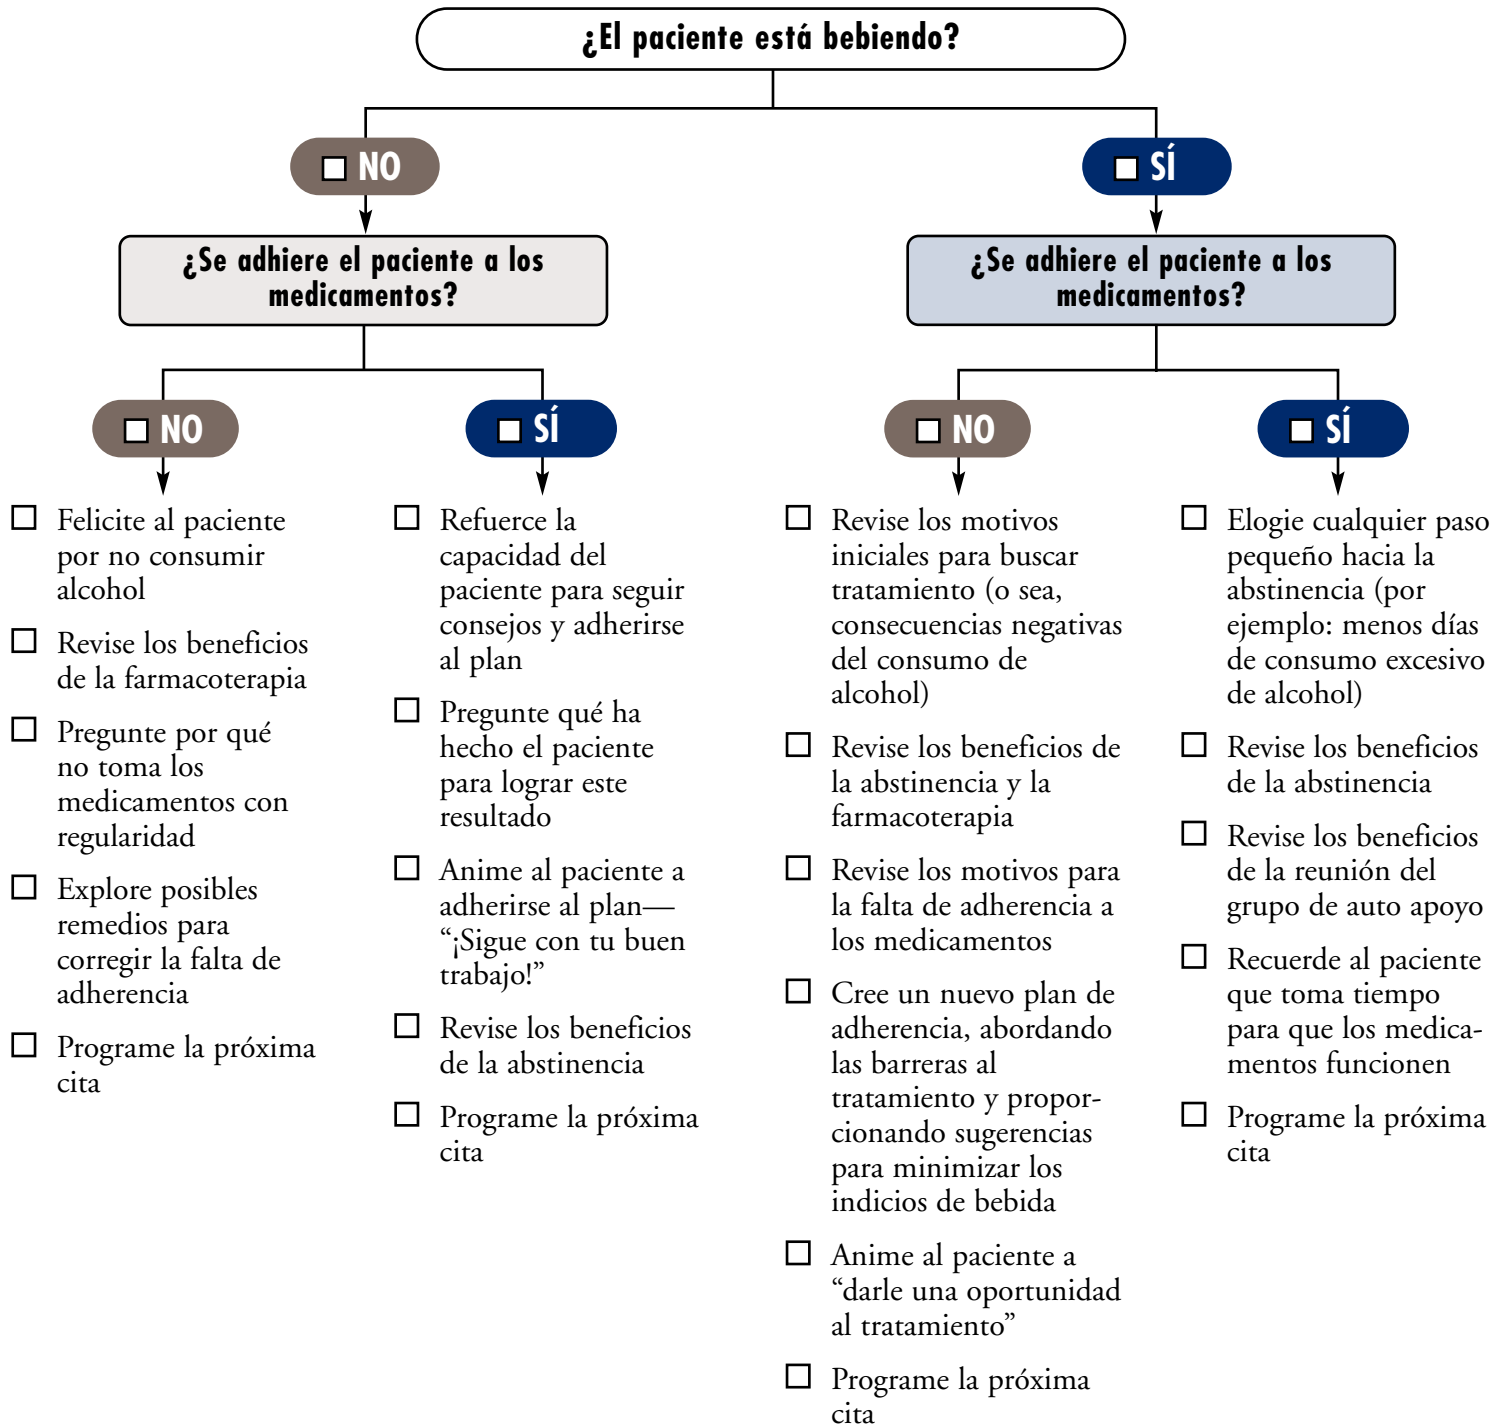 ¿El paciente está bebiendo?
NO
SÍ
¿Se adhiere el paciente a los
medicamentos?
¿Se adhiere el paciente a los
medicamentos?
NO
SÍ
NO
SÍ
Felicite al paciente
por no consumir
alcohol
Revise los beneficios
de la farmacoterapia
Pregunte por qué
no toma los
medicamentos con
regularidad
Explore posibles
remedios para
corregir la falta de
adherencia
Programe la próxima
cita
Refuerce la
capacidad del
paciente para seguir
consejos y adherirse
al plan
Pregunte qué ha
hecho el paciente
para lograr este
resultado
Anime al paciente a
adherirse al plan—
“¡Sigue con tu buen
trabajo!”
Revise los beneficios
de la abstinencia
Programe la próxima
cita
Revise los motivos
iniciales para buscar
tratamiento (o sea,
consecuencias negativas
del consumo de
alcohol)
Revise los beneficios de
la abstinencia y la
farmacoterapia
Revise los motivos para
la falta de adherencia a
los medicamentos
Cree un nuevo plan de
adherencia, abordando
las barreras al
tratamiento y propor-
cionando sugerencias
para minimizar los
indicios de bebida
Anime al paciente a
“darle una oportunidad
al tratamiento”
Programe la próxima
cita
Elogie cualquier paso
pequeño hacia la
abstinencia (por
ejemplo: menos días
de consumo excesivo
de alcohol)
Revise los beneficios
de la abstinencia
Revise los beneficios
de la reunión del
grupo de auto apoyo
Recuerde al paciente
que toma tiempo
para que los medica-
mentos funcionen
Programe la próxima
cita